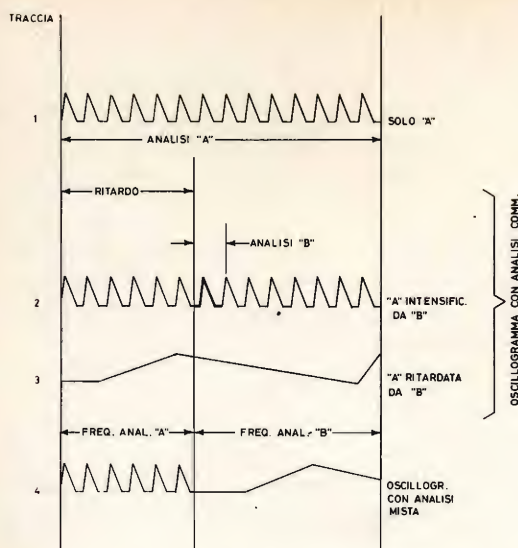 TRACCIA
1
SOLO "A"
ANALISI "A"
RITARDO
ANALISI "B"
2
"A" INTENSIFIC.
DA "B"
3
"A" RITARDATA
DA "B"
OSCILLOGRAMMA CON ANALISI COMM.
FREQ. ANAL. "A"
FREQ. ANAL. "B"
4
OSCILLOGR.
CON ANALISI
MISTA